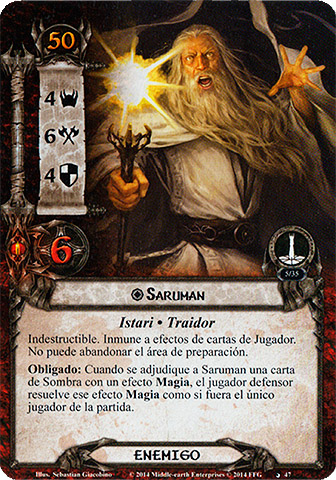 50
4
6
4
6
5/35
Saruman
Istari • Traidor
Indestructible. Inmune a efectos de cartas de Jugador.
No puede abandonar el área de preparación.
Obligado: Cuando se adjudique a Saruman una carta
de Sombra con un efecto Magia, el jugador defensor
resuelve ese efecto Magia como si fuera el único
jugador de la partida.
ENEMIGO
Illus. Sebastian Giacobino © 2014 Middle-earth Enterprises © 2014 FFG 47